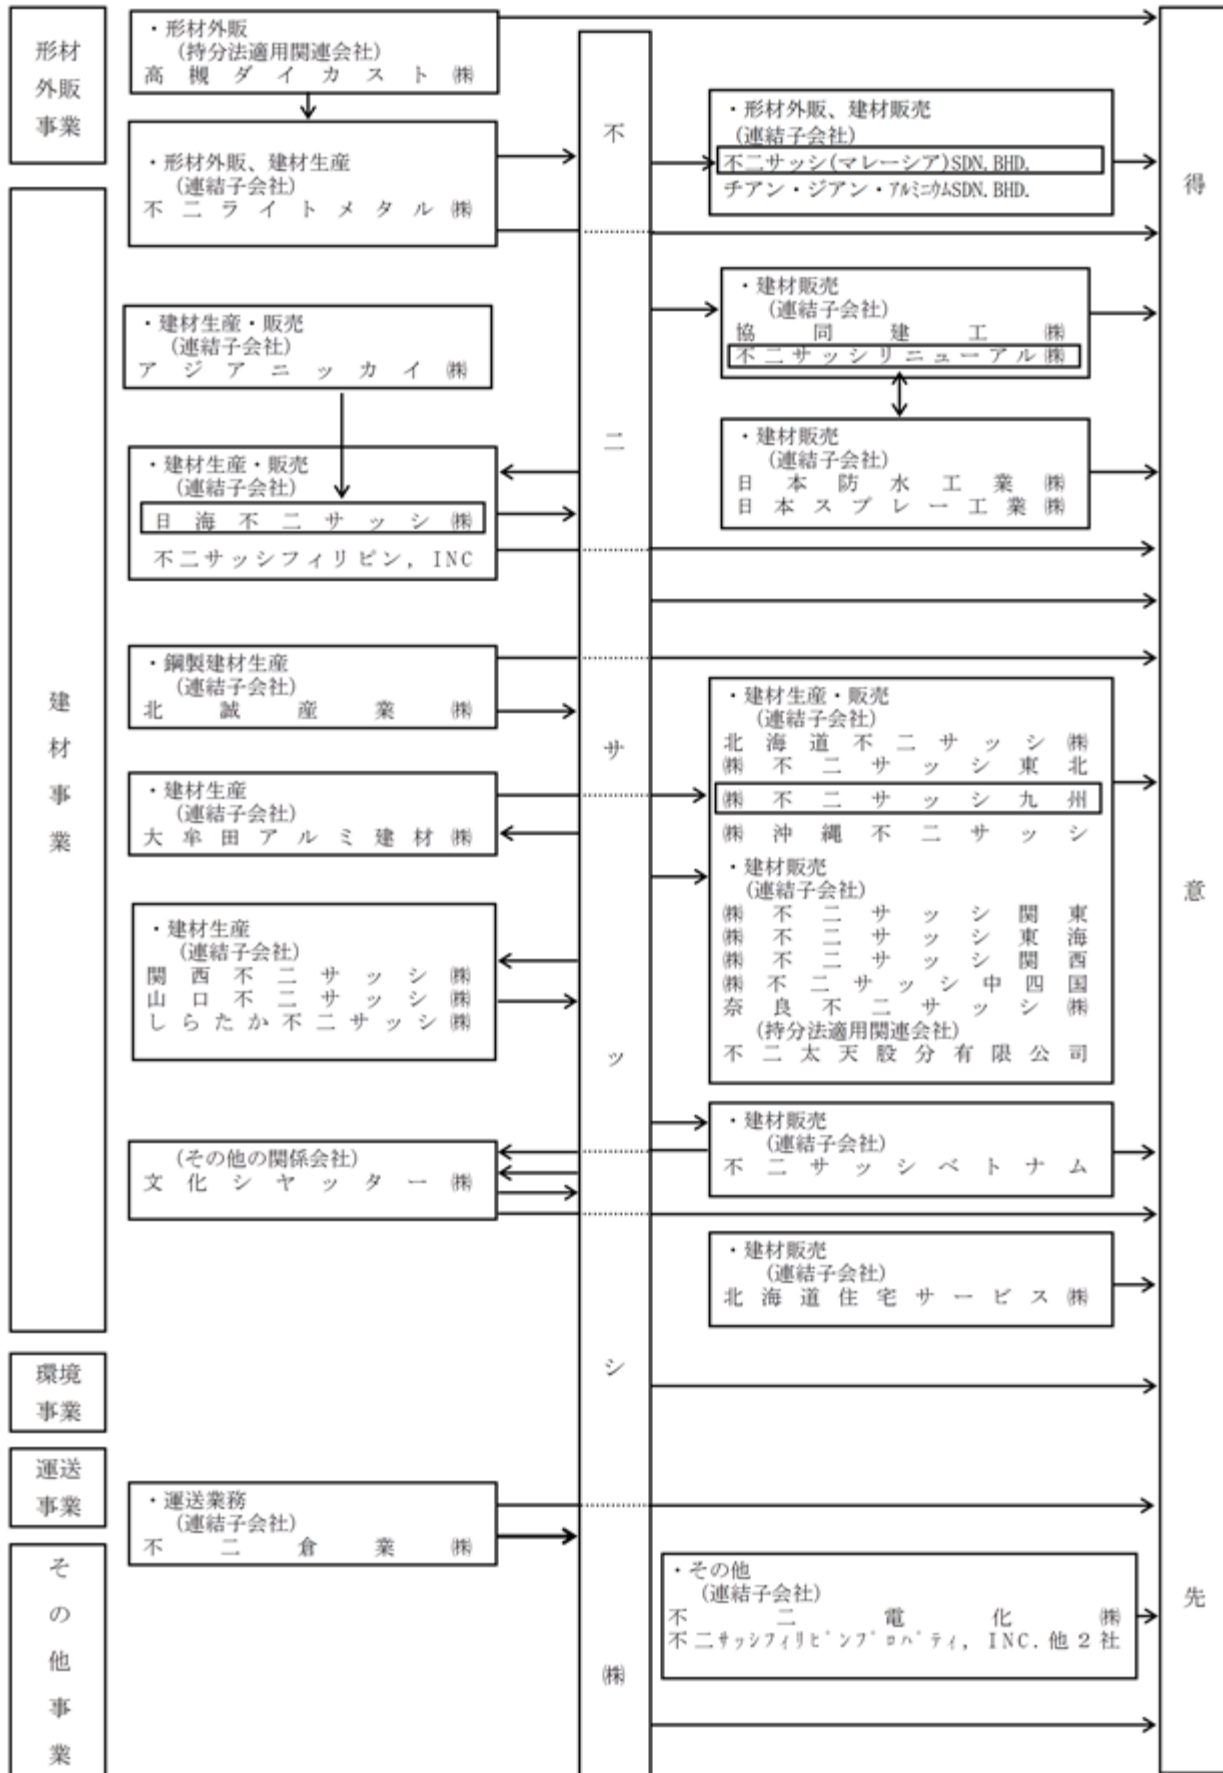 形材
外販
事業
・形材外販
(持分法適用関連会社)
高槻ダイカスト㈱
・形材外販、建材生産
(連結子会社)
不二ライトメタル㈱
・形材外販、建材販売
(連結子会社)
不二サッシ(マレーシア)SDN.BHD.
チアン・ジアン・アルミニウムSDN.BHD.
建材事業
・建材生産・販売
(連結子会社)
アジアニッカイ㈱
・建材生産・販売
(連結子会社)
日海不二サッシ㈱
不二サッシフィリピン, INC
・鋼製建材生産
(連結子会社)
北誠産業㈱
・建材生産
(連結子会社)
大牟田アルミ建材㈱
・建材生産
(連結子会社)
関西不二サッシ㈱
山口不二サッシ㈱
しらたか不二サッシ㈱
(その他の関係会社)
文化シヤッター㈱
不二サッシ㈱
・建材販売
(連結子会社)
協同建工㈱
不二サッシリニューアル㈱
・建材販売
(連結子会社)
日本防水工業㈱
日本スプレー工業㈱
・建材生産・販売
(連結子会社)
北海道不二サッシ㈱
㈱不二サッシ東北
㈱不二サッシ九州
㈱沖縄不二サッシ
・建材販売
(連結子会社)
㈱不二サッシ関東
㈱不二サッシ東海
㈱不二サッシ関西
㈱不二サッシ中四国
奈良不二サッシ㈱
(持分法適用関連会社)
不二太天股分有限公司
・建材販売
(連結子会社)
不二サッシベトナム
・建材販売
(連結子会社)
北海道住宅サービス㈱
環境
事業
運送
事業
・運送業務
(連結子会社)
不二倉業㈱
その他事業
・その他
(連結子会社)
不二電化㈱
不二サッシフィリピンプロパティ, INC.他2社
得意先